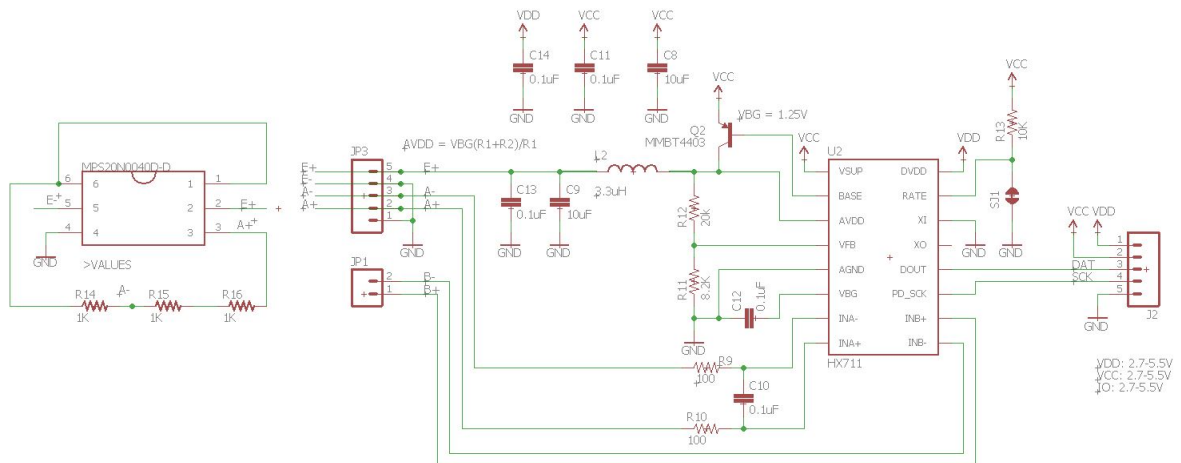 VDD
VCC
VCC
C14
0.1uF
GND
C11
0.1uF
GND
C8
10uF
GND
VCC
VBG = 1.25V
Q2
MMBT4403
VCC
R13
10K
SJ1
GND
MPS20N0040D-D
6
5
4
1
2
3
6
5
4
1
2
3
E-
E+
A+
GND
>VALUES
R14
1K
A-
R15
1K
R16
1K
AVDD = VBG(R1+R2)/R1
JP3
5
4
3
2
1
E+
E-
A-
A+
E+
A-
A+
GND
JP1
2
1
B-
B+
C13
0.1uF
GND
C9
10uF
GND
L2
3.3uH
R12
20k
R11
8.2K
GND
C12
0.1uF
R9
100
R10
100
C10
0.1uF
U2
VSUP
BASE
AVDD
VFB
AGND
VBG
INA-
INA+
DVDD
RATE
XI
XO
DOUT
PD_SCK
INB+
INB-
HX711
VDD
GND
VCC
VDD
DAT
SCK
1
2
3
4
5
GND
J2
VDD: 2.7-5.5V
VCC: 2.7-5.5V
IO: 2.7-5.5V